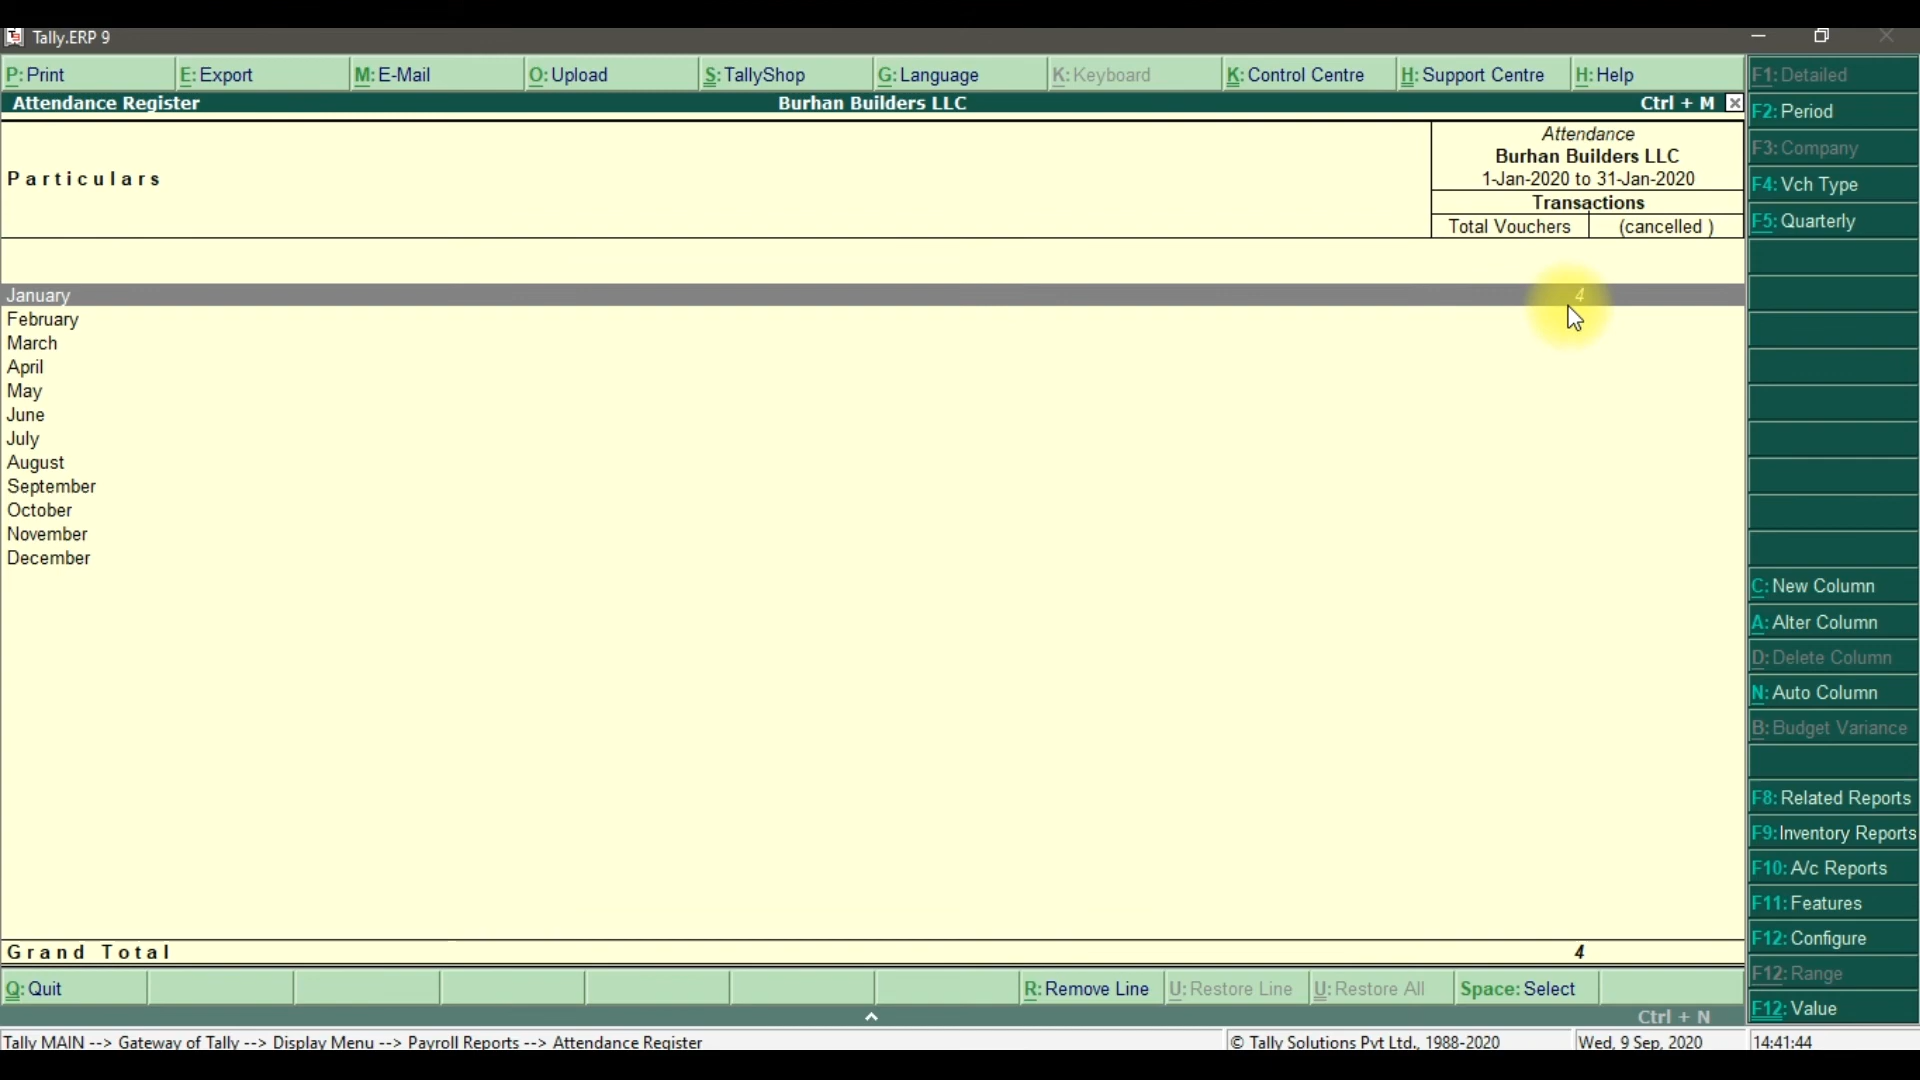 Tally.ERP 9
P: Print E: Export M: E-Mail O: Upload S: TallyShop G: Language K: Keyboard K: Control Centre H: Support Centre H: Help
Attendance Register Burhan Builders LLC Ctrl + M
Particulars
Attendance
Burhan Builders LLC
1-Jan-2020 to 31-Jan-2020
Transactions
Total Vouchers (cancelled )
January 4
February
March
April
May
June
July
August
September
October
November
December
Grand Total 4
Q: Quit R: Remove Line U: Restore Line U: Restore All Space: Select
Ctrl + N
F1: Detailed
F2: Period
F3: Company
F4: Vch Type
F5: Quarterly
C: New Column
A: Alter Column
D: Delete Column
N: Auto Column
B: Budget Variance
F8: Related Reports
F9: Inventory Reports
F10: A/c Reports
F11: Features
F12: Configure
F12: Range
F12: Value
Tally MAIN --> Gateway of Tally --> Display Menu --> Payroll Reports --> Attendance Register © Tally Solutions Pvt Ltd., 1988-2020 Wed, 9 Sep, 2020 14:41:44